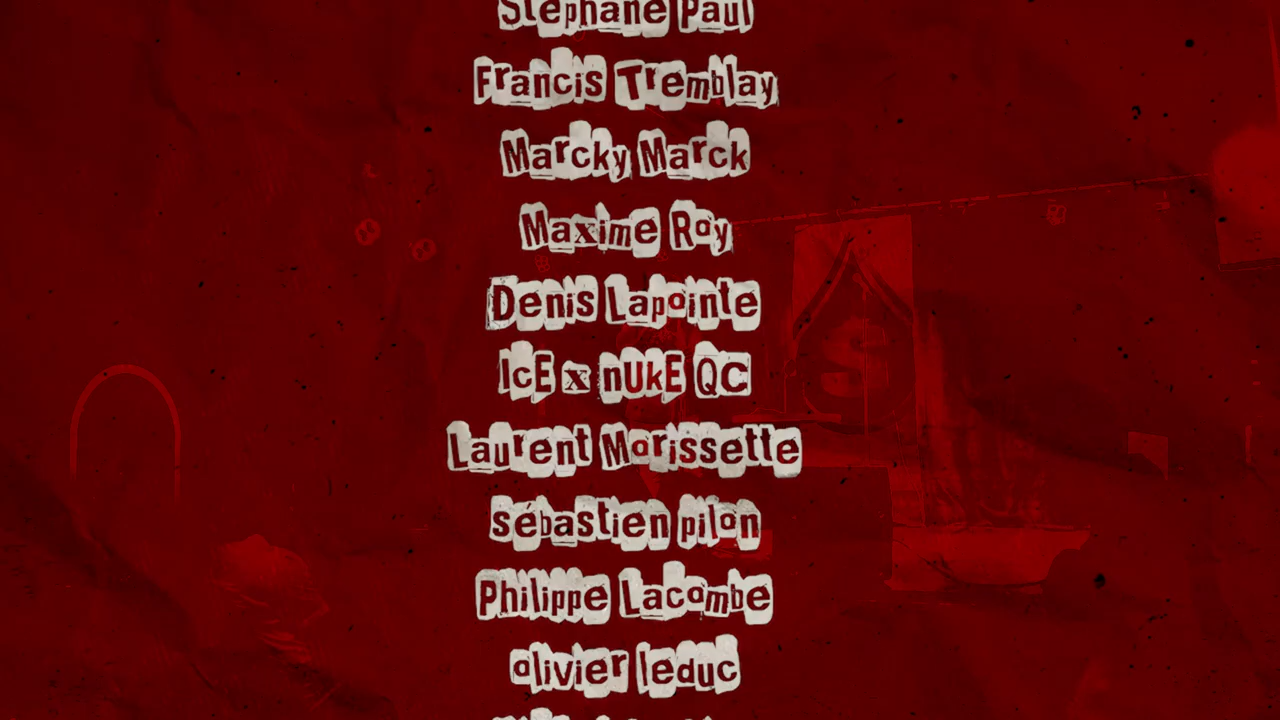 Stéphane Paul
Francis Tremblay
Marcky Marck
Maxime Roy
Denis Lapointe
IcE x nUkE QC
Laurent Morissette
sébastien pilon
Philippe Lacombe
olivier leduc